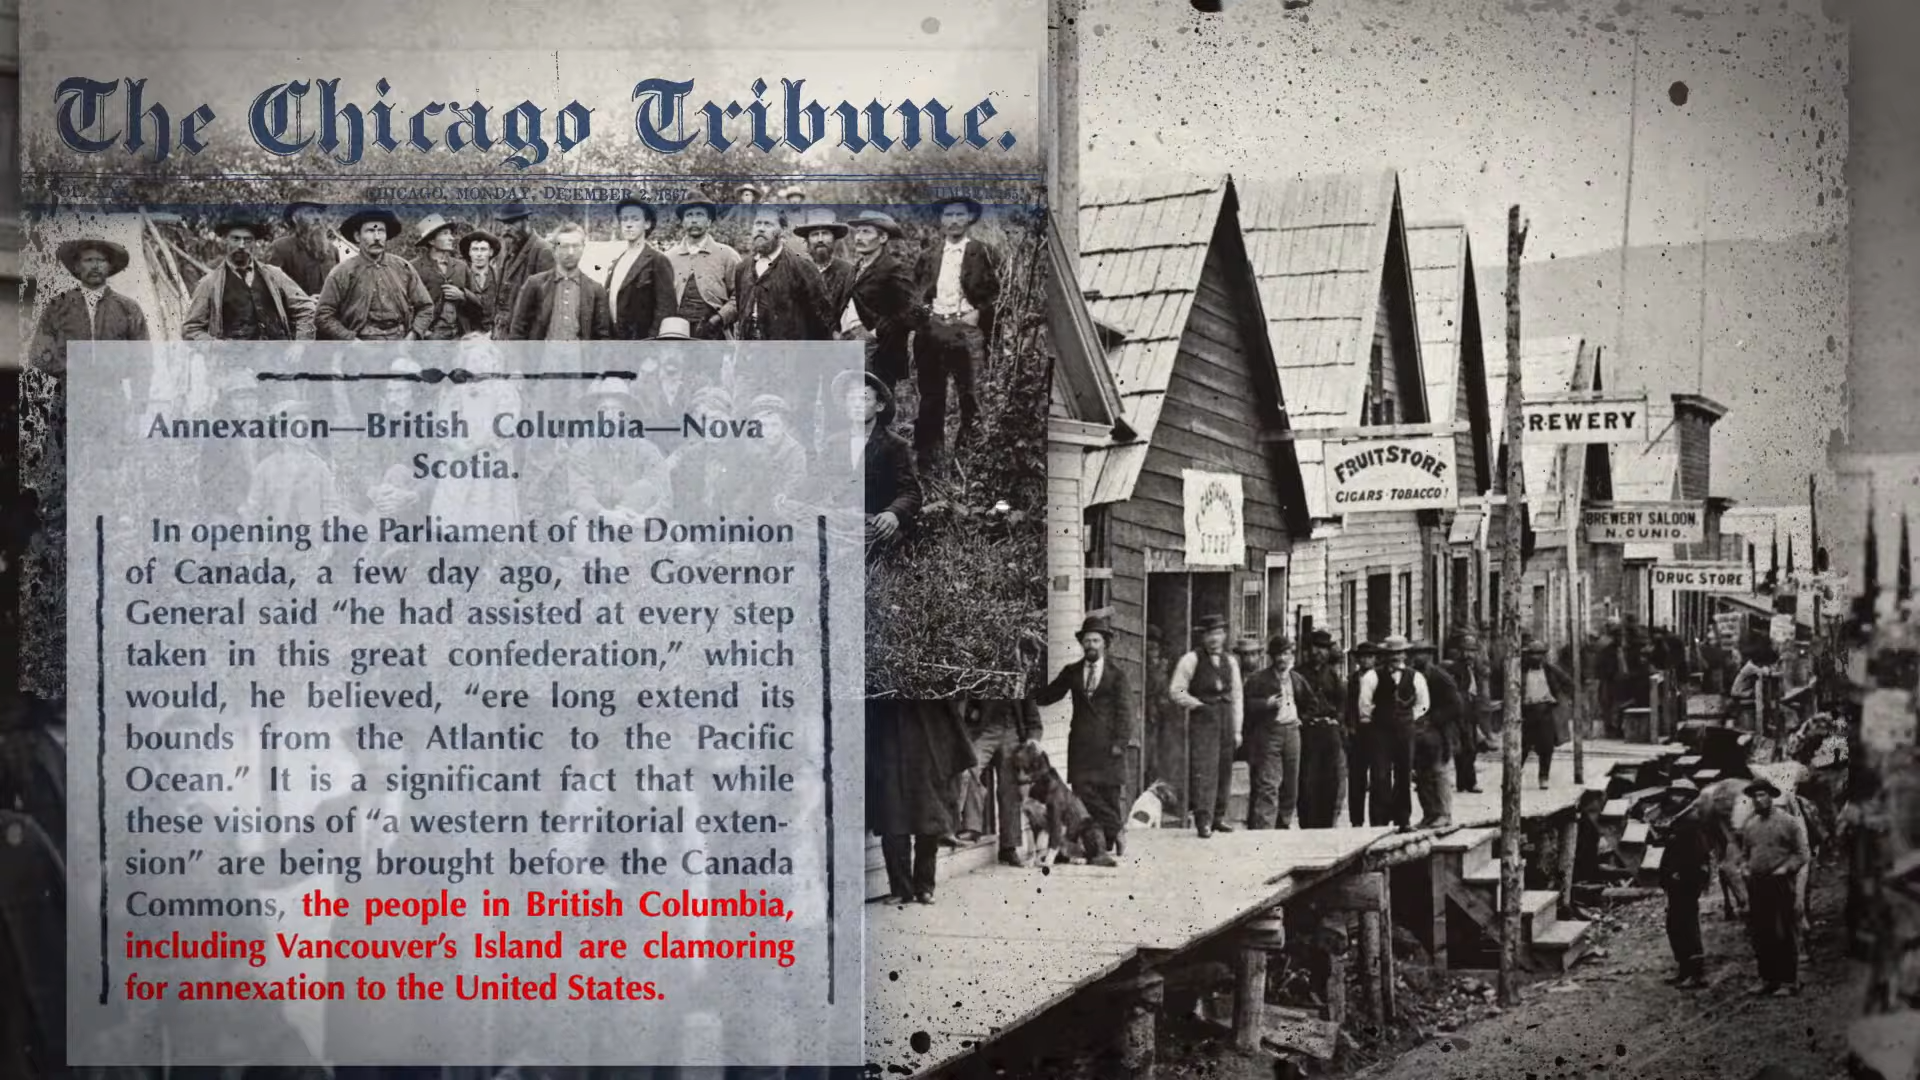 The Chicago Tribune.
CHICAGO, MONDAY, DECEMBER 2, 1867
Annexation—British Columbia—Nova
Scotia.
In opening the Parliament of the Dominion
of Canada, a few day ago, the Governor
General said “he had assisted at every step
taken in this great confederation,” which
would, he believed, “ere long extend its
bounds from the Atlantic to the Pacific
Ocean.” It is a significant fact that while
these visions of “a western territorial exten-
sion” are being brought before the Canada
Commons, the people in British Columbia,
including Vancouver’s Island are clamoring
for annexation to the United States.
BREWERY
FRUIT STORE.
CIGARS·TOBACCO!
BREWERY SALOON.
N. CUNIO.
DRUG STORE